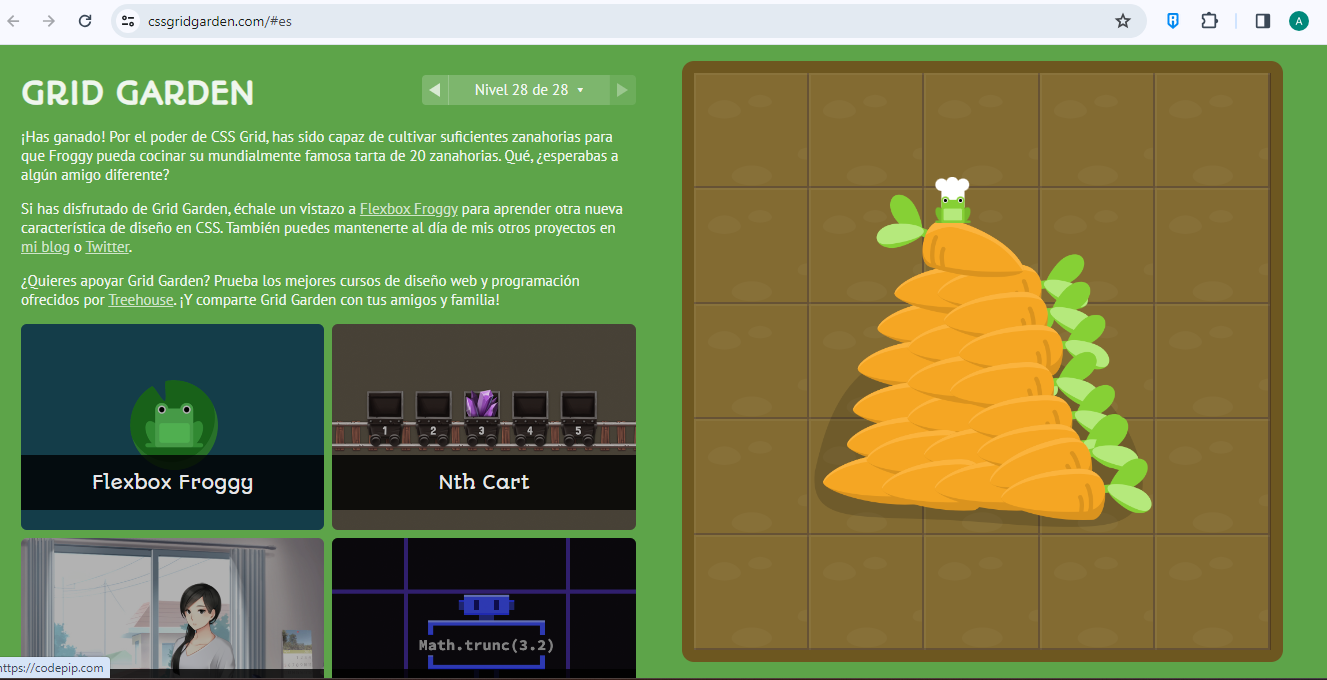 cssgridgarden.com/#es
A
GRID GARDEN
Nivel 28 de 28
¡Has ganado! Por el poder de CSS Grid, has sido capaz de cultivar suficientes zanahorias para
que Froggy pueda cocinar su mundialmente famosa tarta de 20 zanahorias. Qué, ¿esperabas a
algún amigo diferente?
Si has disfrutado de Grid Garden, échale un vistazo a Flexbox Froggy para aprender otra nueva
característica de diseño en CSS. También puedes mantenerte al día de mis otros proyectos en
mi blog o Twitter.
¿Quieres apoyar Grid Garden? Prueba los mejores cursos de diseño web y programación
ofrecidos por Treehouse. ¡Y comparte Grid Garden con tus amigos y familia!
1 2 3 4 5
Flexbox Froggy
Nth Cart
Math.trunc(3.2)
https://codepip.com